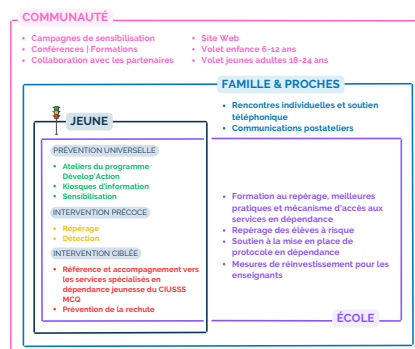 COMMUNAUTÉ
• Campagnes de sensibilisation
• Conférences | Formations
• Collaboration avec les partenaires
• Site Web
• Volet enfance 6-12 ans
• Volet jeunes adultes 18-24 ans
FAMILLE & PROCHES
• Rencontres individuelles et soutien
téléphonique
• Communications postateliers
JEUNE
PRÉVENTION UNIVERSELLE
• Ateliers du programme
Dévelop'Action
• Kiosques d'information
• Sensibilisation
INTERVENTION PRÉCOCE
• Repérage
• Détection
INTERVENTION CIBLÉE
• Référence et accompagnement vers
les services spécialisés en
dépendance jeunesse du CIUSSS
MCQ
• Prévention de la rechute
• Formation au repérage, meilleures
pratiques et mécanisme d'accès aux
services en dépendance
• Repérage des élèves à risque
• Soutien à la mise en place de
protocole en dépendance
• Mesures de réinvestissement pour les
enseignants
ÉCOLE